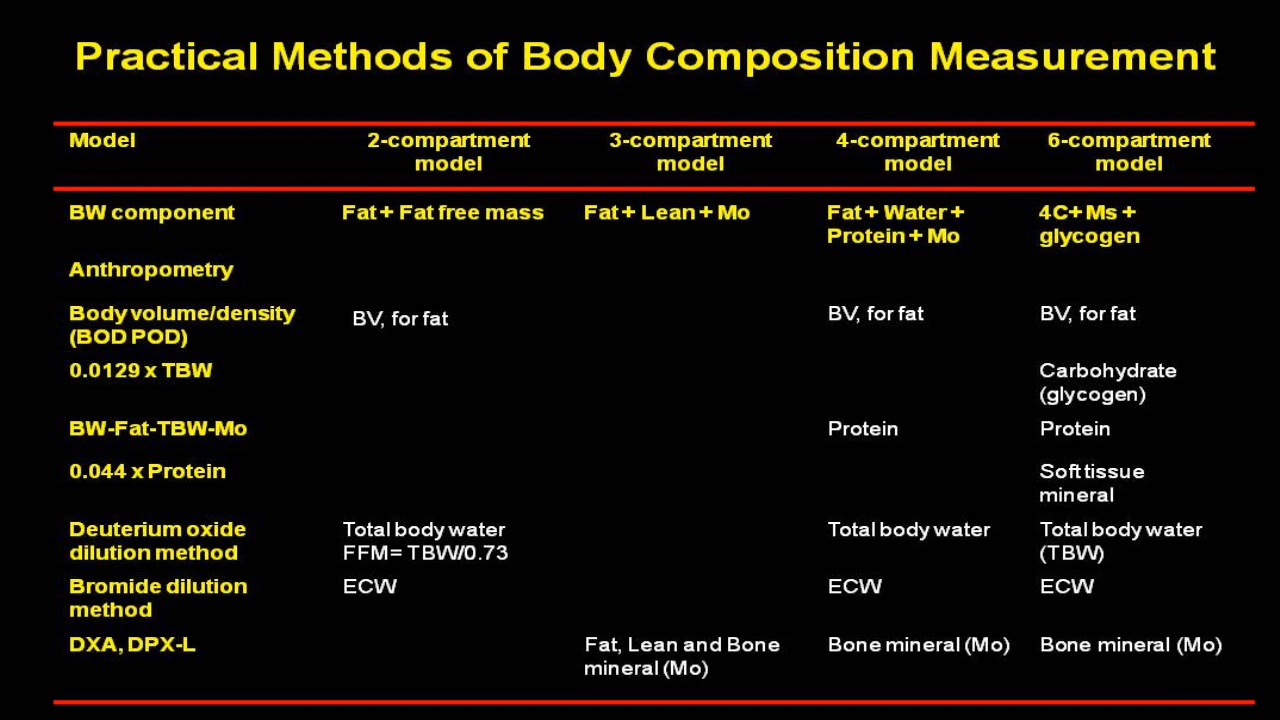 Practical Methods of Body Composition Measurement
Model 2-compartment 3-compartment 4-compartment 6-compartment
model model model model
BW component Fat + Fat free mass Fat + Lean + Mo Fat + Water + 4C+ Ms +
Protein + Mo glycogen
Anthropometry
Body volume/density BV, for fat BV, for fat BV, for fat
(BOD POD)
0.0129 x TBW Carbohydrate
(glycogen)
BW-Fat-TBW-Mo Protein Protein
0.044 x Protein Soft tissue
mineral
Deuterium oxide Total body water Total body water Total body water
dilution method FFM= TBW/0.73 (TBW)
Bromide dilution ECW ECW ECW
method
DXA, DPX-L Fat, Lean and Bone Bone mineral (Mo) Bone mineral (Mo)
mineral (Mo)